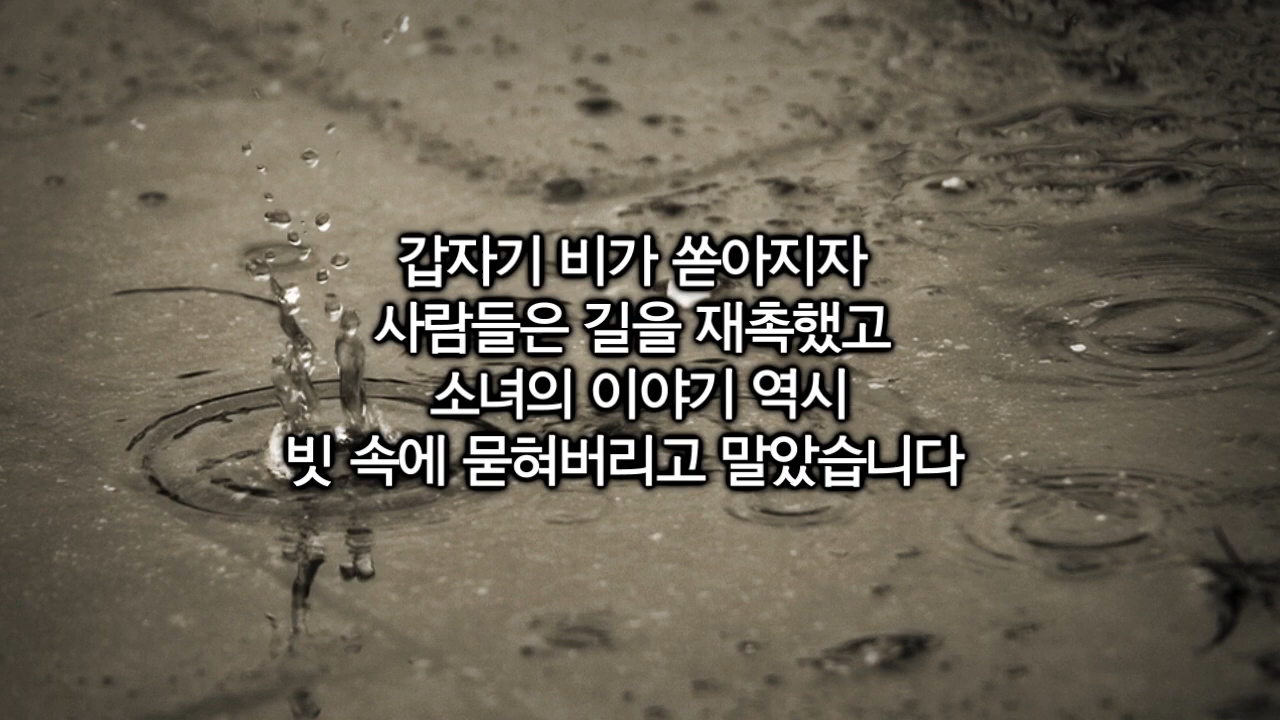 갑자기 비가 쏟아지자
사람들은 길을 재촉했고
소녀의 이야기 역시
빗 속에 묻혀버리고 말았습니다